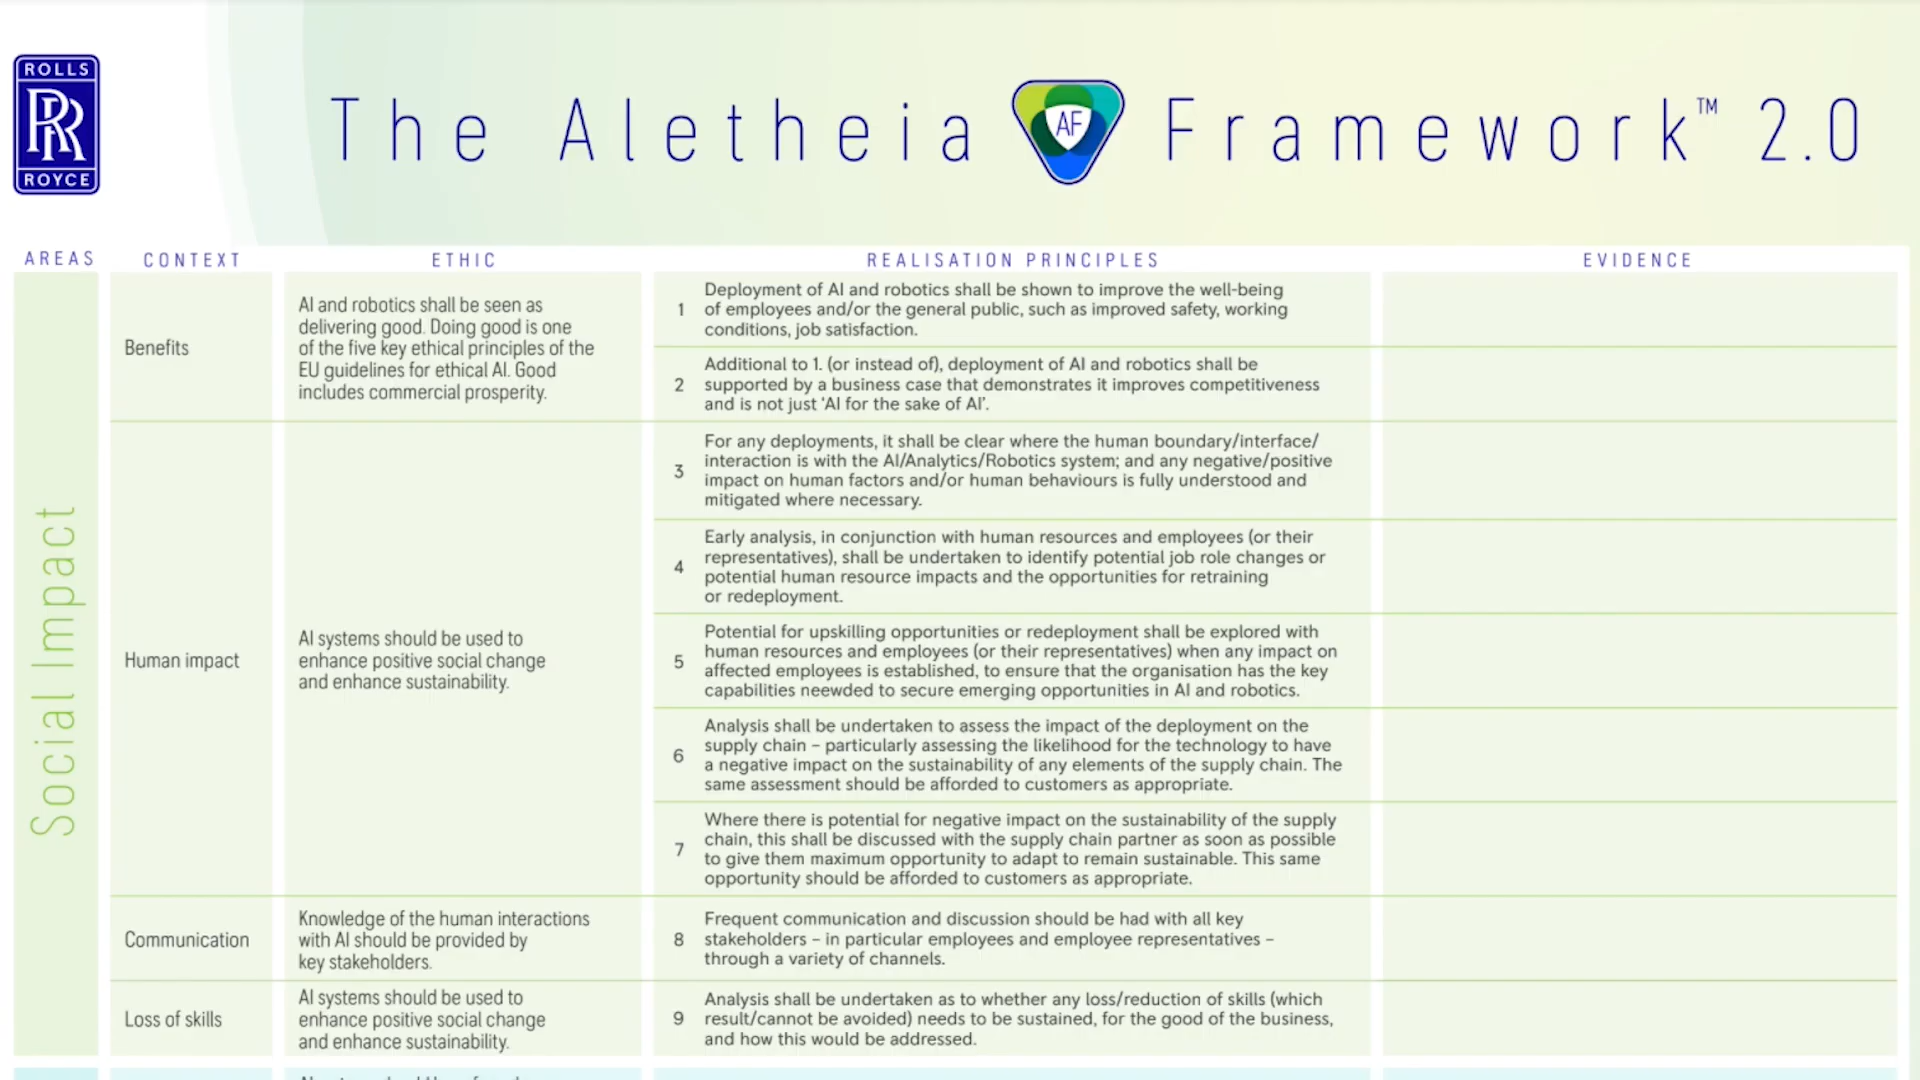 ROLLS
RR
ROYCE
The Aletheia AF Framework™ 2.0
AREAS CONTEXT ETHIC REALISATION PRINCIPLES EVIDENCE
Social Impact
Benefits
AI and robotics shall be seen as
delivering good. Doing good is one
of the five key ethical principles of the
EU guidelines for ethical AI. Good
includes commercial prosperity.
1
Deployment of AI and robotics shall be shown to improve the well-being
of employees and/or the general public, such as improved safety, working
conditions, job satisfaction.
2
Additional to 1. (or instead of), deployment of AI and robotics shall be
supported by a business case that demonstrates it improves competitiveness
and is not just ‘AI for the sake of AI’.
Human impact
AI systems should be used to
enhance positive social change
and enhance sustainability.
3
For any deployments, it shall be clear where the human boundary/interface/
interaction is with the AI/Analytics/Robotics system; and any negative/positive
impact on human factors and/or human behaviours is fully understood and
mitigated where necessary.
4
Early analysis, in conjunction with human resources and employees (or their
representatives), shall be undertaken to identify potential job role changes or
potential human resource impacts and the opportunities for retraining
or redeployment.
5
Potential for upskilling opportunities or redeployment shall be explored with
human resources and employees (or their representatives) when any impact on
affected employees is established, to ensure that the organisation has the key
capabilities neewded to secure emerging opportunities in AI and robotics.
6
Analysis shall be undertaken to assess the impact of the deployment on the
supply chain – particularly assessing the likelihood for the technology to have
a negative impact on the sustainability of any elements of the supply chain. The
same assessment should be afforded to customers as appropriate.
7
Where there is potential for negative impact on the sustainability of the supply
chain, this shall be discussed with the supply chain partner as soon as possible
to give them maximum opportunity to adapt to remain sustainable. This same
opportunity should be afforded to customers as appropriate.
Communication
Knowledge of the human interactions
with AI should be provided by
key stakeholders.
8
Frequent communication and discussion should be had with all key
stakeholders – in particular employees and employee representatives –
through a variety of channels.
Loss of skills
AI systems should be used to
enhance positive social change
and enhance sustainability.
9
Analysis shall be undertaken as to whether any loss/reduction of skills (which
result/cannot be avoided) needs to be sustained, for the good of the business,
and how this would be addressed.